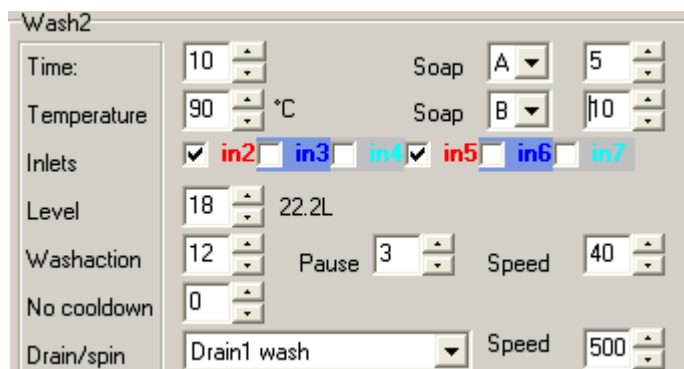 Wash2
Time: 10 Soap A 5
Temperature 90 °C Soap B 10
Inlets in2 in3 in4 in5 in6 in7
Level 18 22.2L
Washaction 12 Pause 3 Speed 40
No cooldown 0
Drain/spin Drain1 wash Speed 500